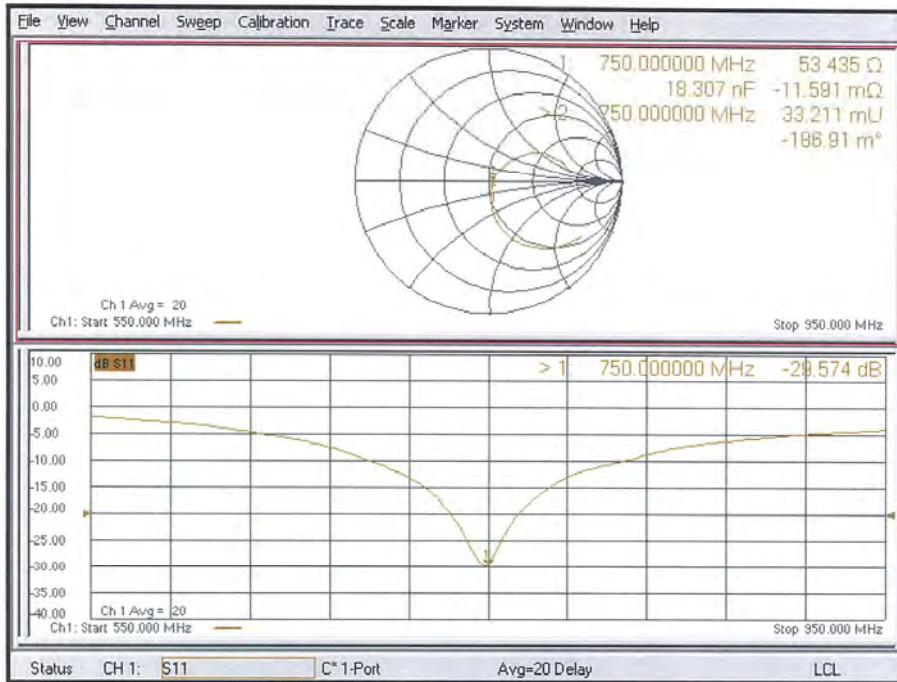 File View Channel Sweep Calibration Trace Scale Marker System Window Help
1: 750.000000 MHz 53.435 Ω
18.307 nF -11.591 mΩ
> 2: 750.000000 MHz 33.211 mU
-186.91 m°
Ch 1 Avg = 20
Ch1: Start 550.000 MHz
Stop 950.000 MHz
10.00
dB S11
> 1: 750.000000 MHz -29.574 dB
5.00
0.00
-5.00
-10.00
-15.00
-20.00
-25.00
1
-30.00
-35.00
-40.00
Ch 1 Avg = 20
Ch1: Start 550.000 MHz
Stop 950.000 MHz
Status CH 1: S11 C* 1-Port Avg=20 Delay LCL